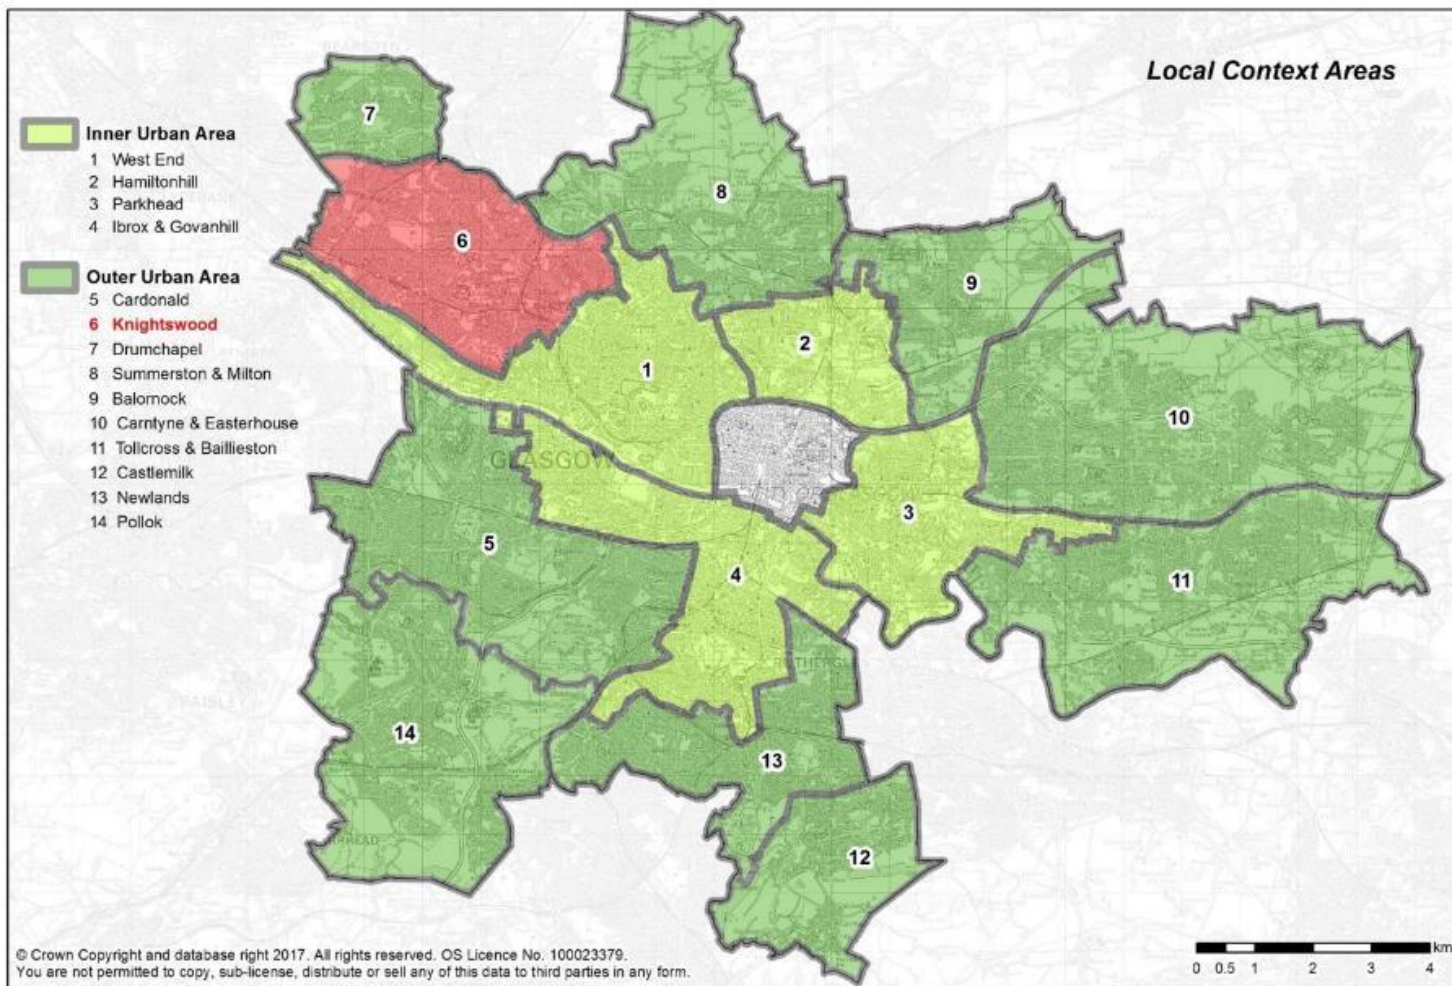 Local Context Areas
Inner Urban Area
1 West End
2 Hamiltonhill
3 Parkhead
4 Ibrox & Govanhill
Outer Urban Area
5 Cardonald
6 Knightswood
7 Drumchapel
8 Summerston & Milton
9 Balornock
10 Carntyne & Easterhouse
11 Tollcross & Baillieston
12 Castlemilk
13 Newlands
14 Pollok
7
6
8
9
2
1
10
GLASGOW
3
5
4
11
PAISLEY
14
13
12
© Crown Copyright and database right 2017. All rights reserved. OS Licence No. 100023379.
You are not permitted to copy, sub-license, distribute or sell any of this data to third parties in any form.
km
0 0.5 1 2 3 4